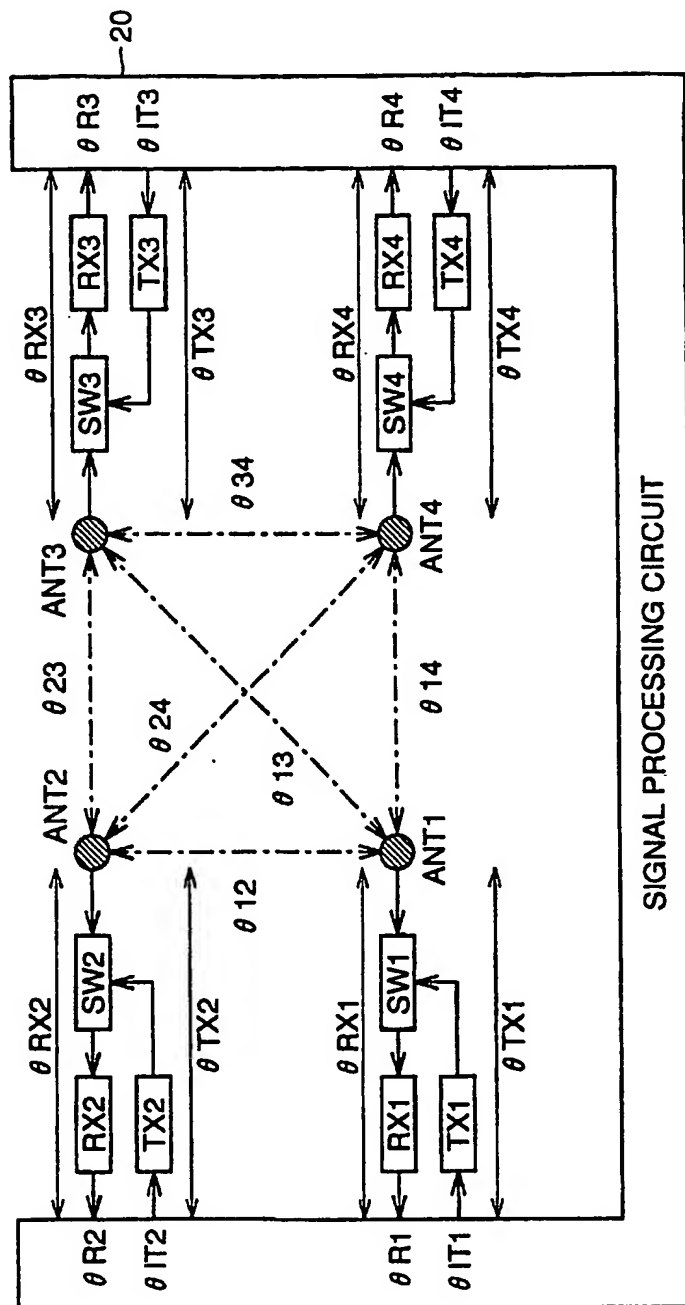 20
θ RX2
θ R2
RX2
SW2
ANT2
θ 23
ANT3
SW3
RX3
θ R3
θ RX3
θ IT2
TX2
θ TX2
TX3
θ IT3
θ TX3
θ 12
θ 24
θ 13
θ 34
θ RX1
θ R1
RX1
SW1
ANT1
θ 14
ANT4
SW4
RX4
θ R4
θ RX4
θ IT1
TX1
θ TX1
TX4
θ IT4
θ TX4
SIGNAL PROCESSING CIRCUIT